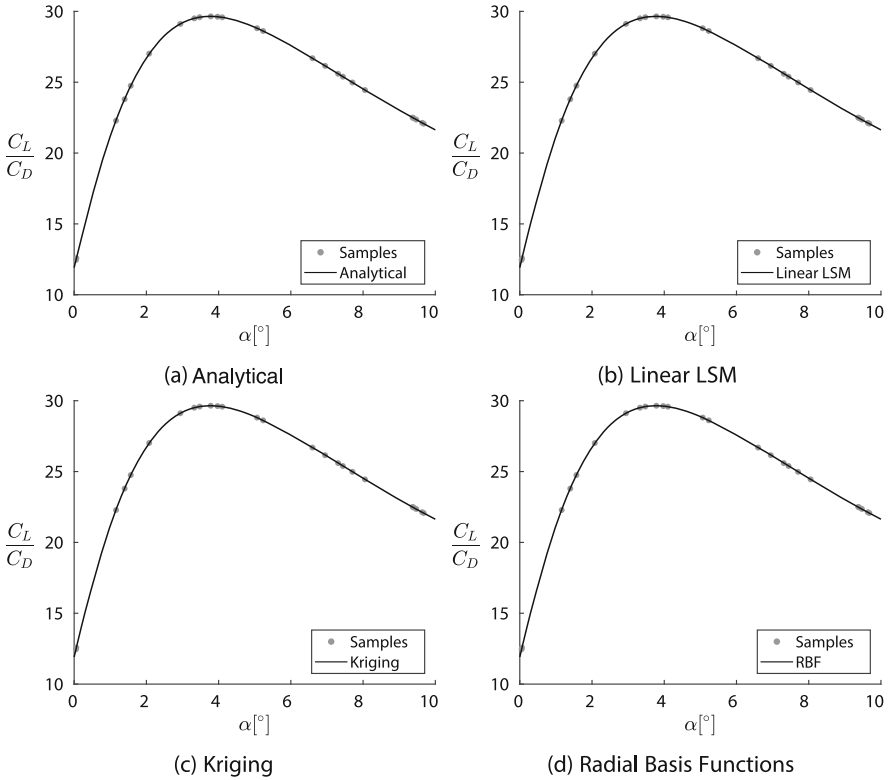 30
25
20
15
10
C_L
C_D
0 2 4 6 8 10
α[°]
Samples
Analytical
(a) Analytical
30
25
20
15
10
C_L
C_D
0 2 4 6 8 10
α[°]
Samples
Linear LSM
(b) Linear LSM
30
25
20
15
10
C_L
C_D
0 2 4 6 8 10
α[°]
Samples
Kriging
(c) Kriging
30
25
20
15
10
C_L
C_D
0 2 4 6 8 10
α[°]
Samples
RBF
(d) Radial Basis Functions